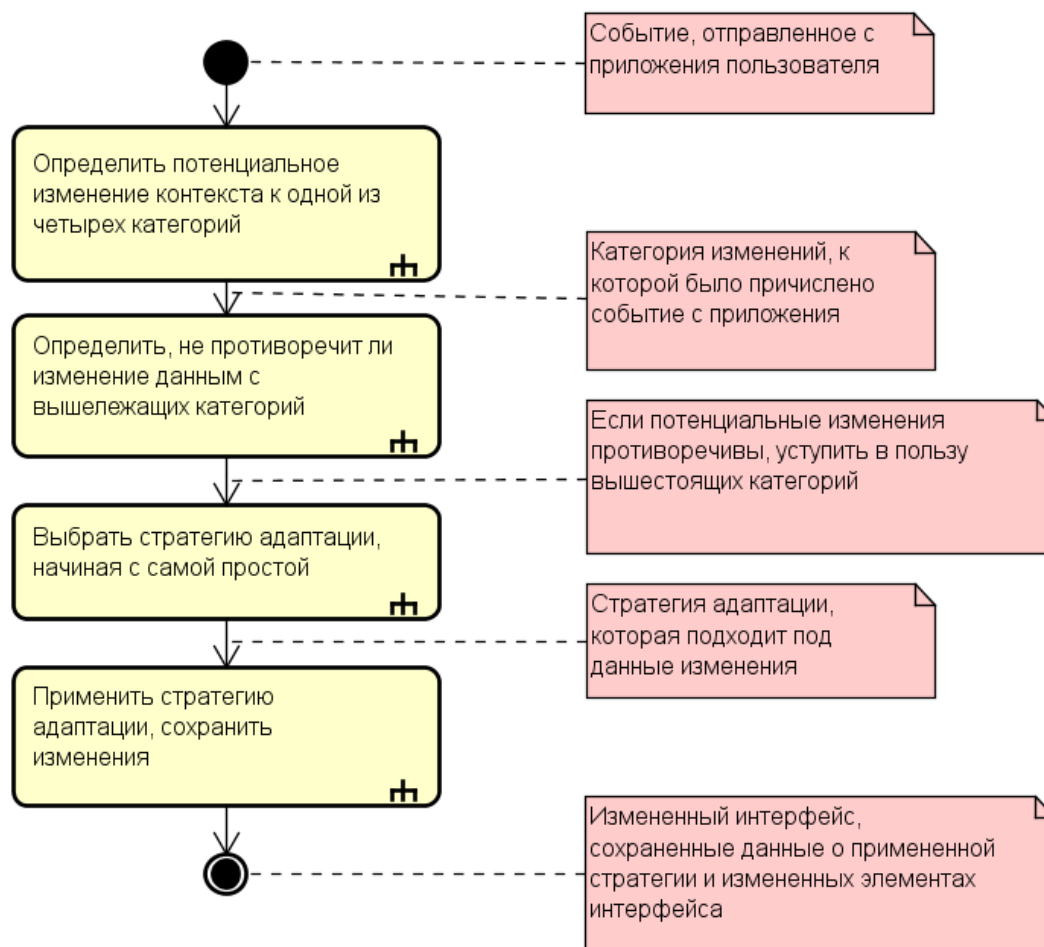 Событие, отправленное с
приложения пользователя
Определить потенциальное
изменение контекста к одной из
четырех категорий
Категория изменений, к
которой было причислено
событие с приложения
Определить, не противоречит ли
изменение данным с
вышележащих категорий
Если потенциальные изменения
противоречивы, уступить в пользу
вышестоящих категорий
Выбрать стратегию адаптации,
начиная с самой простой
Стратегия адаптации,
которая подходит под
данные изменения
Применить стратегию
адаптации, сохранить
изменения
Измененный интерфейс,
сохраненные данные о примененной
стратегии и измененных элементах
интерфейса